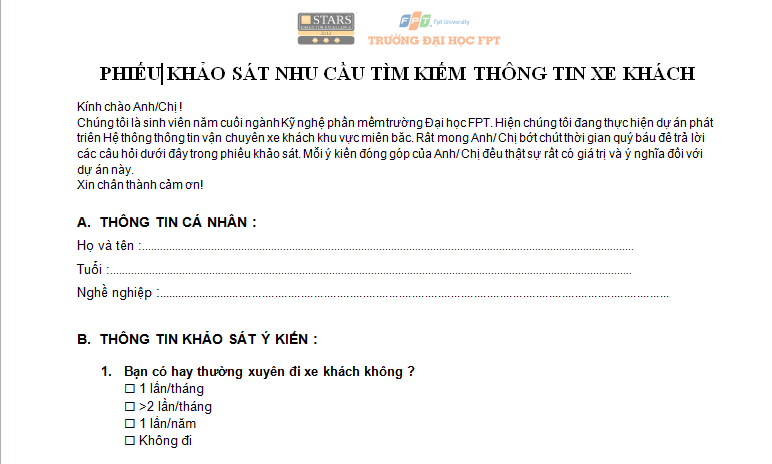 STARS
RATED FOR EXCELLENCE
2012
FPT Fpt University
TRƯỜNG ĐẠI HỌC FPT
PHIẾU KHẢO SÁT NHU CẦU TÌM KIẾM THÔNG TIN XE KHÁCH
Kính chào Anh/Chị !
Chúng tôi là sinh viên năm cuối ngành Kỹ nghệ phần mềm trường Đại học FPT. Hiện chúng tôi đang thực hiện dự án phát
triển Hệ thống thông tin vận chuyển xe khách khu vực miền bắc. Rất mong Anh/ Chị bớt chút thời gian quý báu để trả lời
các câu hỏi dưới đây trong phiếu khảo sát. Mỗi ý kiến đóng góp của Anh/ Chị đều thật sự rất có giá trị và ý nghĩa đối với
dự án này.
Xin chân thành cảm ơn!
A. THÔNG TIN CÁ NHÂN :
Họ và tên :..........................................................................................
Tuổi :..........................................................................................
Nghề nghiệp :..........................................................................................
B. THÔNG TIN KHẢO SÁT Ý KIẾN :
1. Bạn có hay thường xuyên đi xe khách không ?
☐ 1 lần/tháng
☐ >2 lần/tháng
☐ 1 lần/năm
☐ Không đi